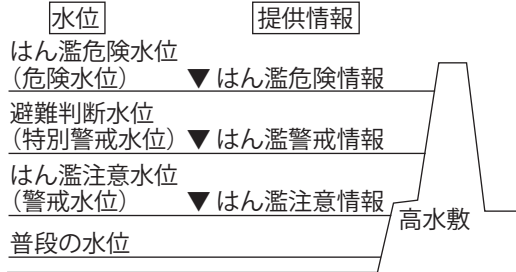 水位 提供情報
はん濫危険水位
(危険水位) ▼はん濫危険情報
避難判断水位
(特別警戒水位) ▼はん濫警戒情報
はん濫注意水位
(警戒水位) ▼はん濫注意情報
高水敷
普段の水位